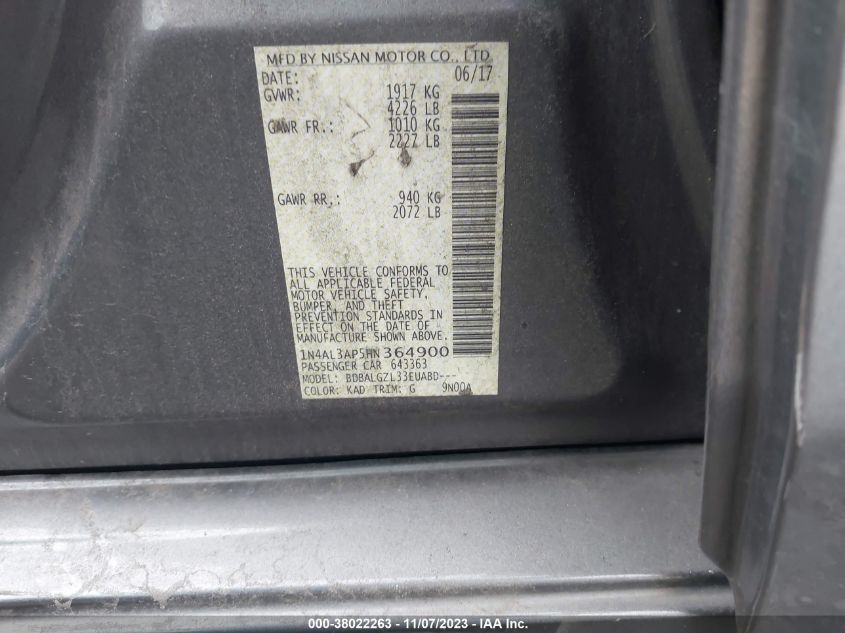 MFD BY NISSAN MOTOR CO., LTD
DATE: 06/17
GVWR: 1917 KG
4226 LB
GAWR FR.: 1010 KG
2227 LB
GAWR RR.: 940 KG
2072 LB
THIS VEHICLE CONFORMS TO
ALL APPLICABLE FEDERAL
MOTOR VEHICLE SAFETY,
BUMPER, AND THEFT
PREVENTION STANDARDS IN
EFFECT ON THE DATE OF
MANUFACTURE SHOWN ABOVE.
1N4AL3AP5HN364900
PASSENGER CAR 643363
MODEL: BDBALGZL33EUABD---
COLOR: KAD TRIM: G 9N00A
000-38022263 - 11/07/2023 - IAA Inc.